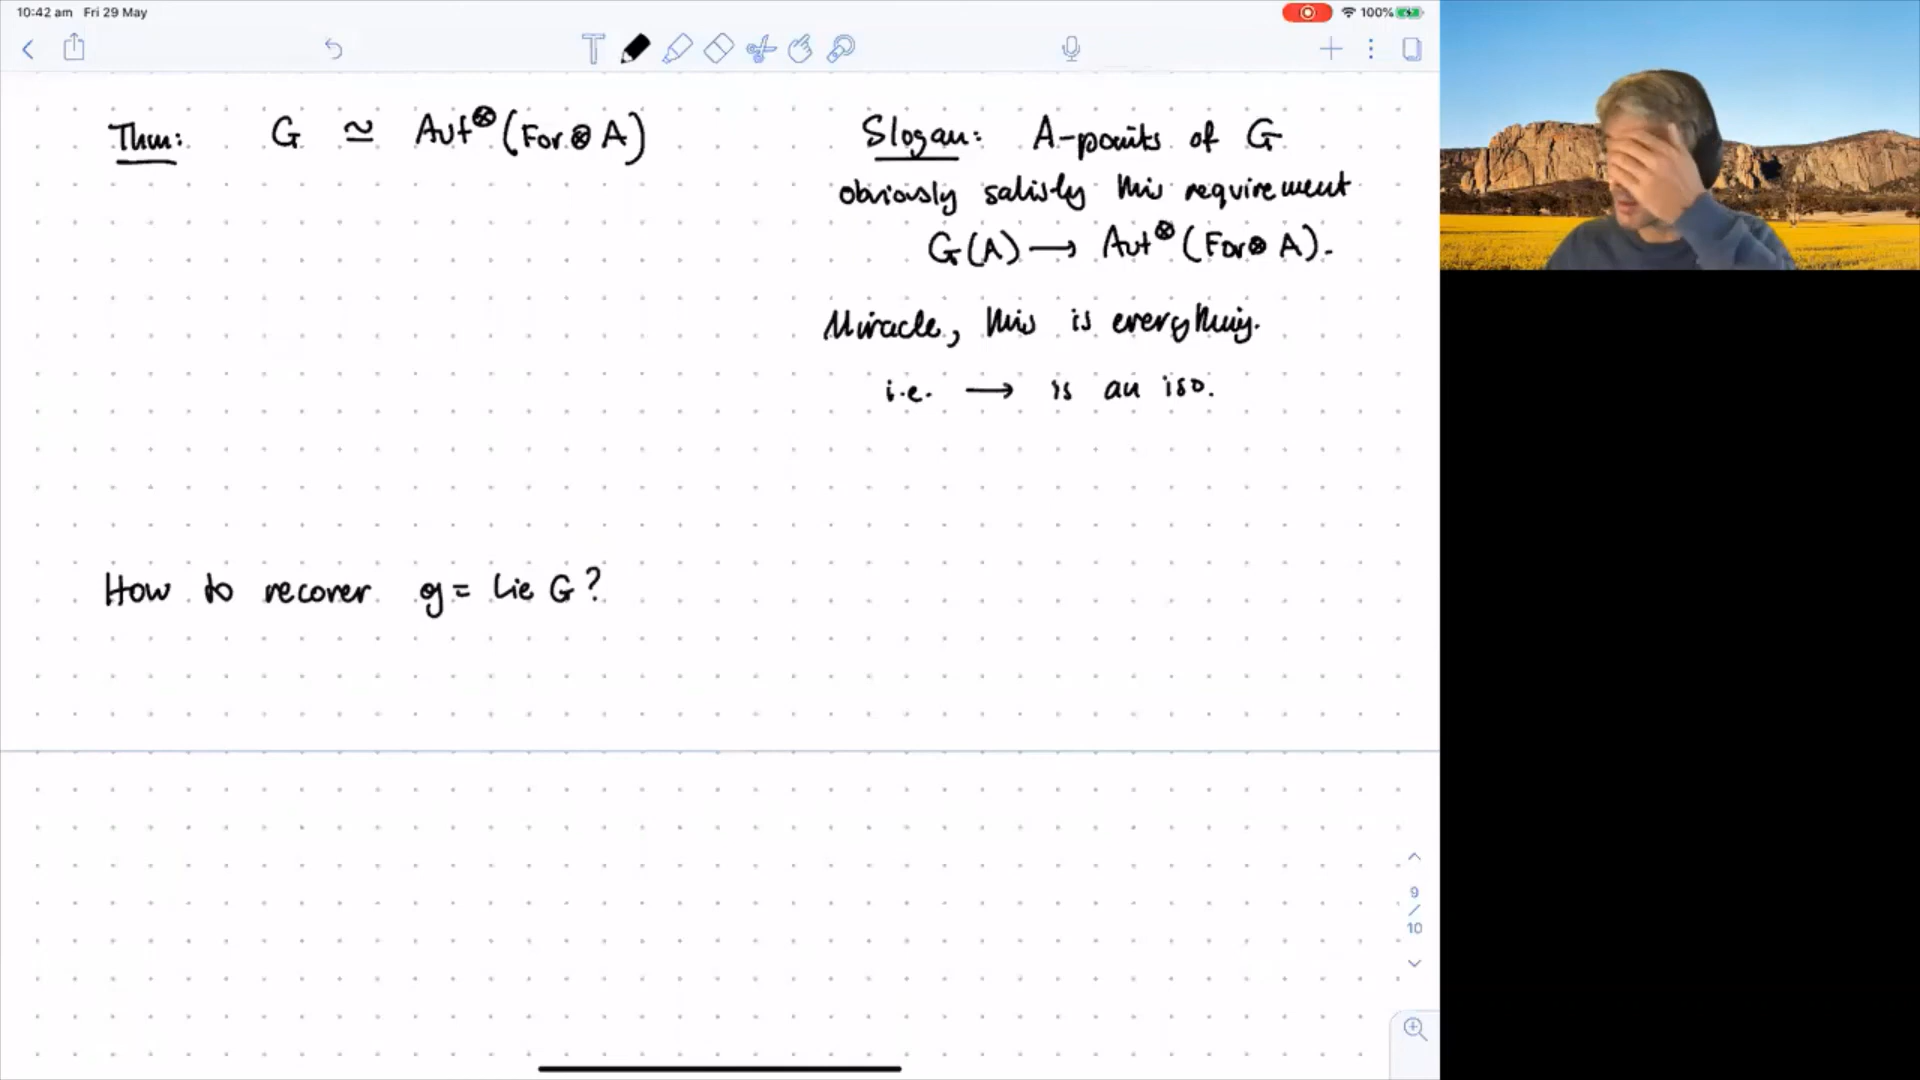 10:42 am Fri 29 May
100%
Thm: G ≃ Aut^⊗(For⊗A)
Slogan: A-points of G
obviously satisfy this requirement
G(A) → Aut^⊗(For⊗A).
Miracle, this is everything.
i.e. → is an iso.
How to recover g = Lie G?
9
/
10